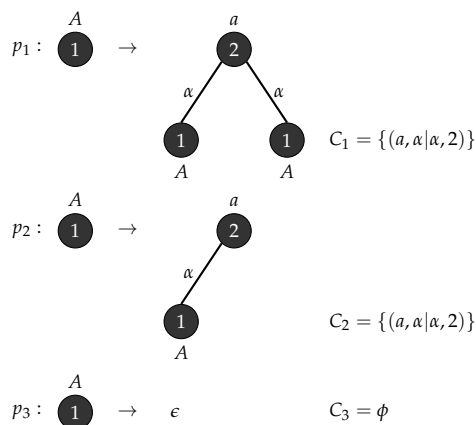 A a
p₁ : 1 → 2
α α
1 1 C₁ = {(a, α|α, 2)}
A A
A a
p₂ : 1 → 2
α
1
A C₂ = {(a, α|α, 2)}
A
p₃ : 1 → ϵ C₃ = ϕ